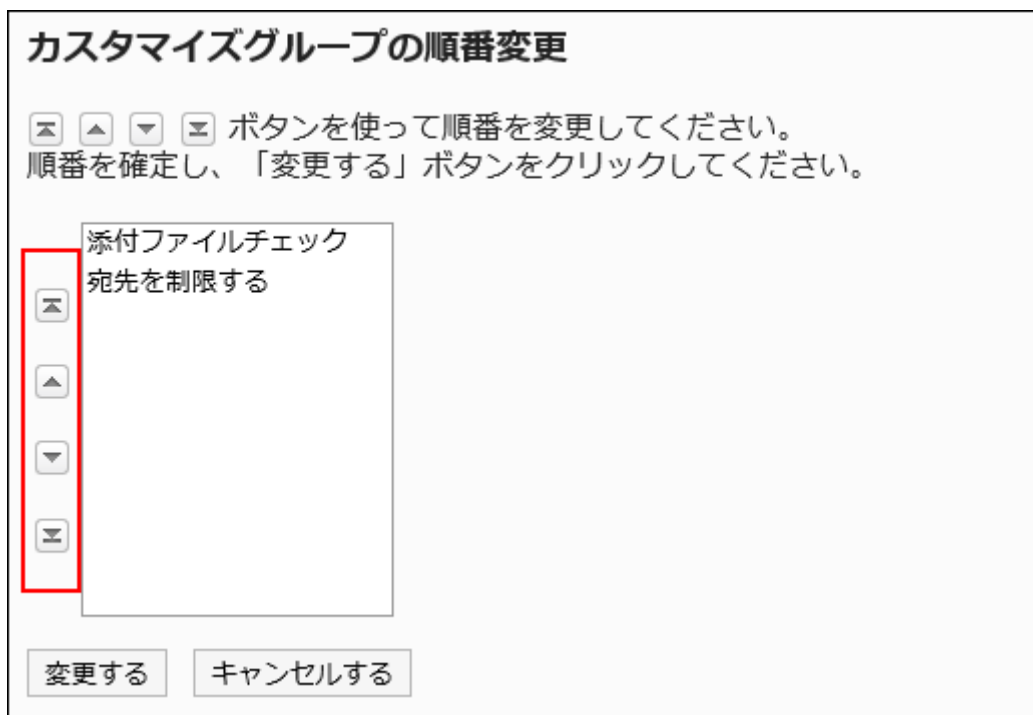 カスタマイズグループの順番変更
ボタンを使って順番を変更してください。
順番を確定し、「変更する」ボタンをクリックしてください。
添付ファイルチェック
宛先を制限する
変更する
キャンセルする